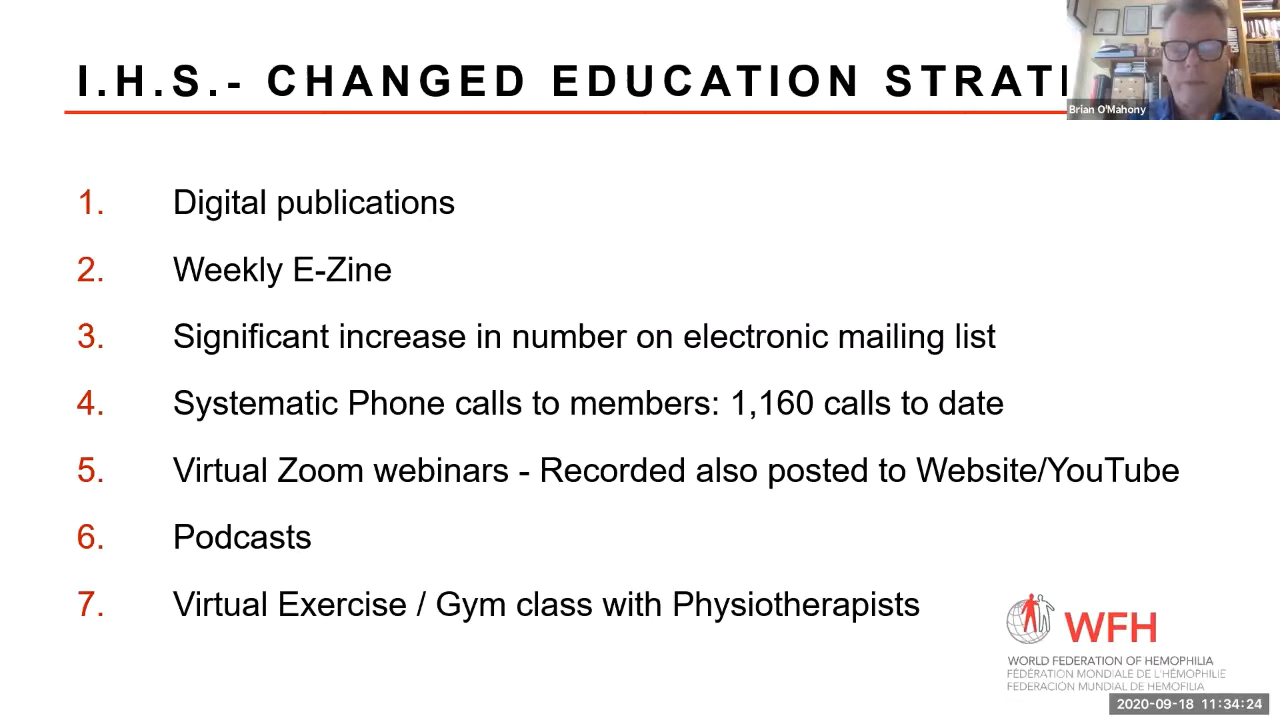 I.H.S.- CHANGED EDUCATION STRAT
Brian O'Mahony
1. Digital publications
2. Weekly E-Zine
3. Significant increase in number on electronic mailing list
4. Systematic Phone calls to members: 1,160 calls to date
5. Virtual Zoom webinars - Recorded also posted to Website/YouTube
6. Podcasts
7. Virtual Exercise / Gym class with Physiotherapists
WFH
WORLD FEDERATION OF HEMOPHILIA
FÉDÉRATION MONDIALE DE L'HÉMOPHILIE
FEDERACIÓN MUNDIAL DE HEMOFILIA
2020-09-18 11:34:24